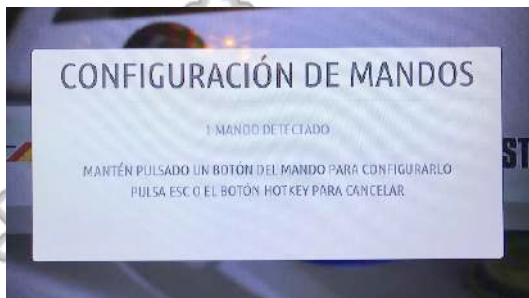 CONFIGURACIÓN DE MANDOS
1 MANDO DETECTADO
MANTÉN PULSADO UN BOTÓN DEL MANDO PARA CONFIGURARLO
PULSA ESC O EL BOTÓN HOTKEY PARA CANCELAR
ST